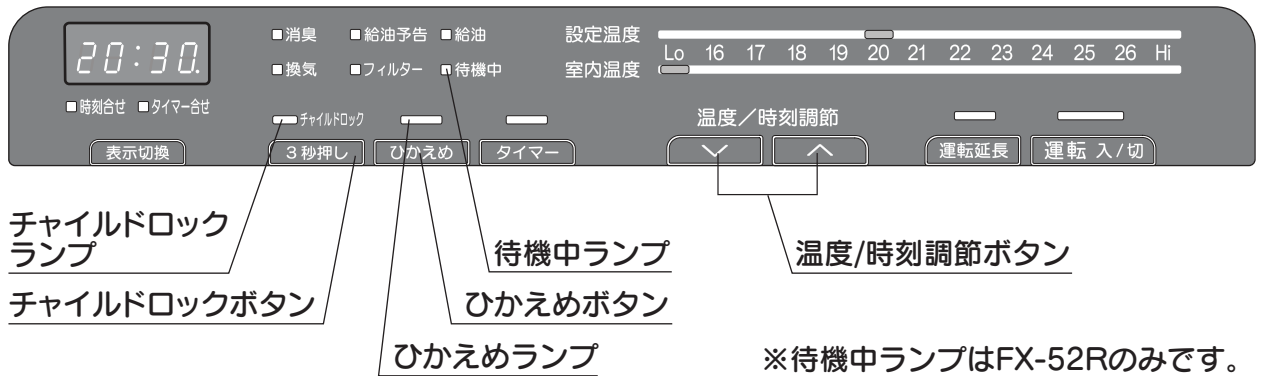 20:30.
消臭 給油予告 給油
換気 フィルター 待機中
時刻合せ タイマー合せ
チャイルドロック
表示切換 3秒押し ひかえめ タイマー
設定温度
Lo 16 17 18 19 20 21 22 23 24 25 26 Hi
室内温度
温度/時刻調節
運転延長 運転 入/切
チャイルドロック
ランプ
チャイルドロックボタン
待機中ランプ
ひかえめボタン
ひかえめランプ
温度/時刻調節ボタン
※待機中ランプはFX-52Rのみです。